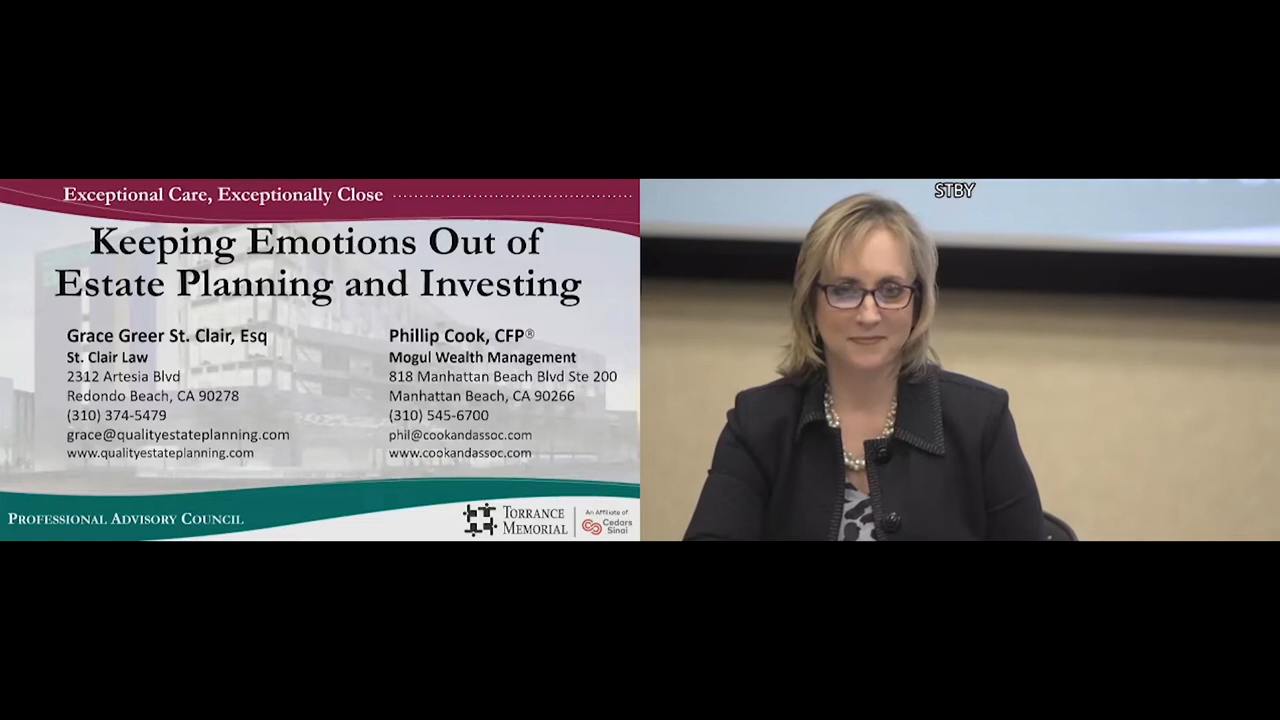 Exceptional Care, Exceptionally Close
Keeping Emotions Out of
Estate Planning and Investing
Grace Greer St. Clair, Esq
St. Clair Law
2312 Artesia Blvd
Redondo Beach, CA 90278
(310) 374-5479
grace@qualityestateplanning.com
www.qualityestateplanning.com
Phillip Cook, CFP®
Mogul Wealth Management
818 Manhattan Beach Blvd Ste 200
Manhattan Beach, CA 90266
(310) 545-6700
phil@cookandassoc.com
www.cookandassoc.com
PROFESSIONAL ADVISORY COUNCIL
TORRANCE
MEMORIAL
An Affiliate of
Cedars
Sinai
STBY